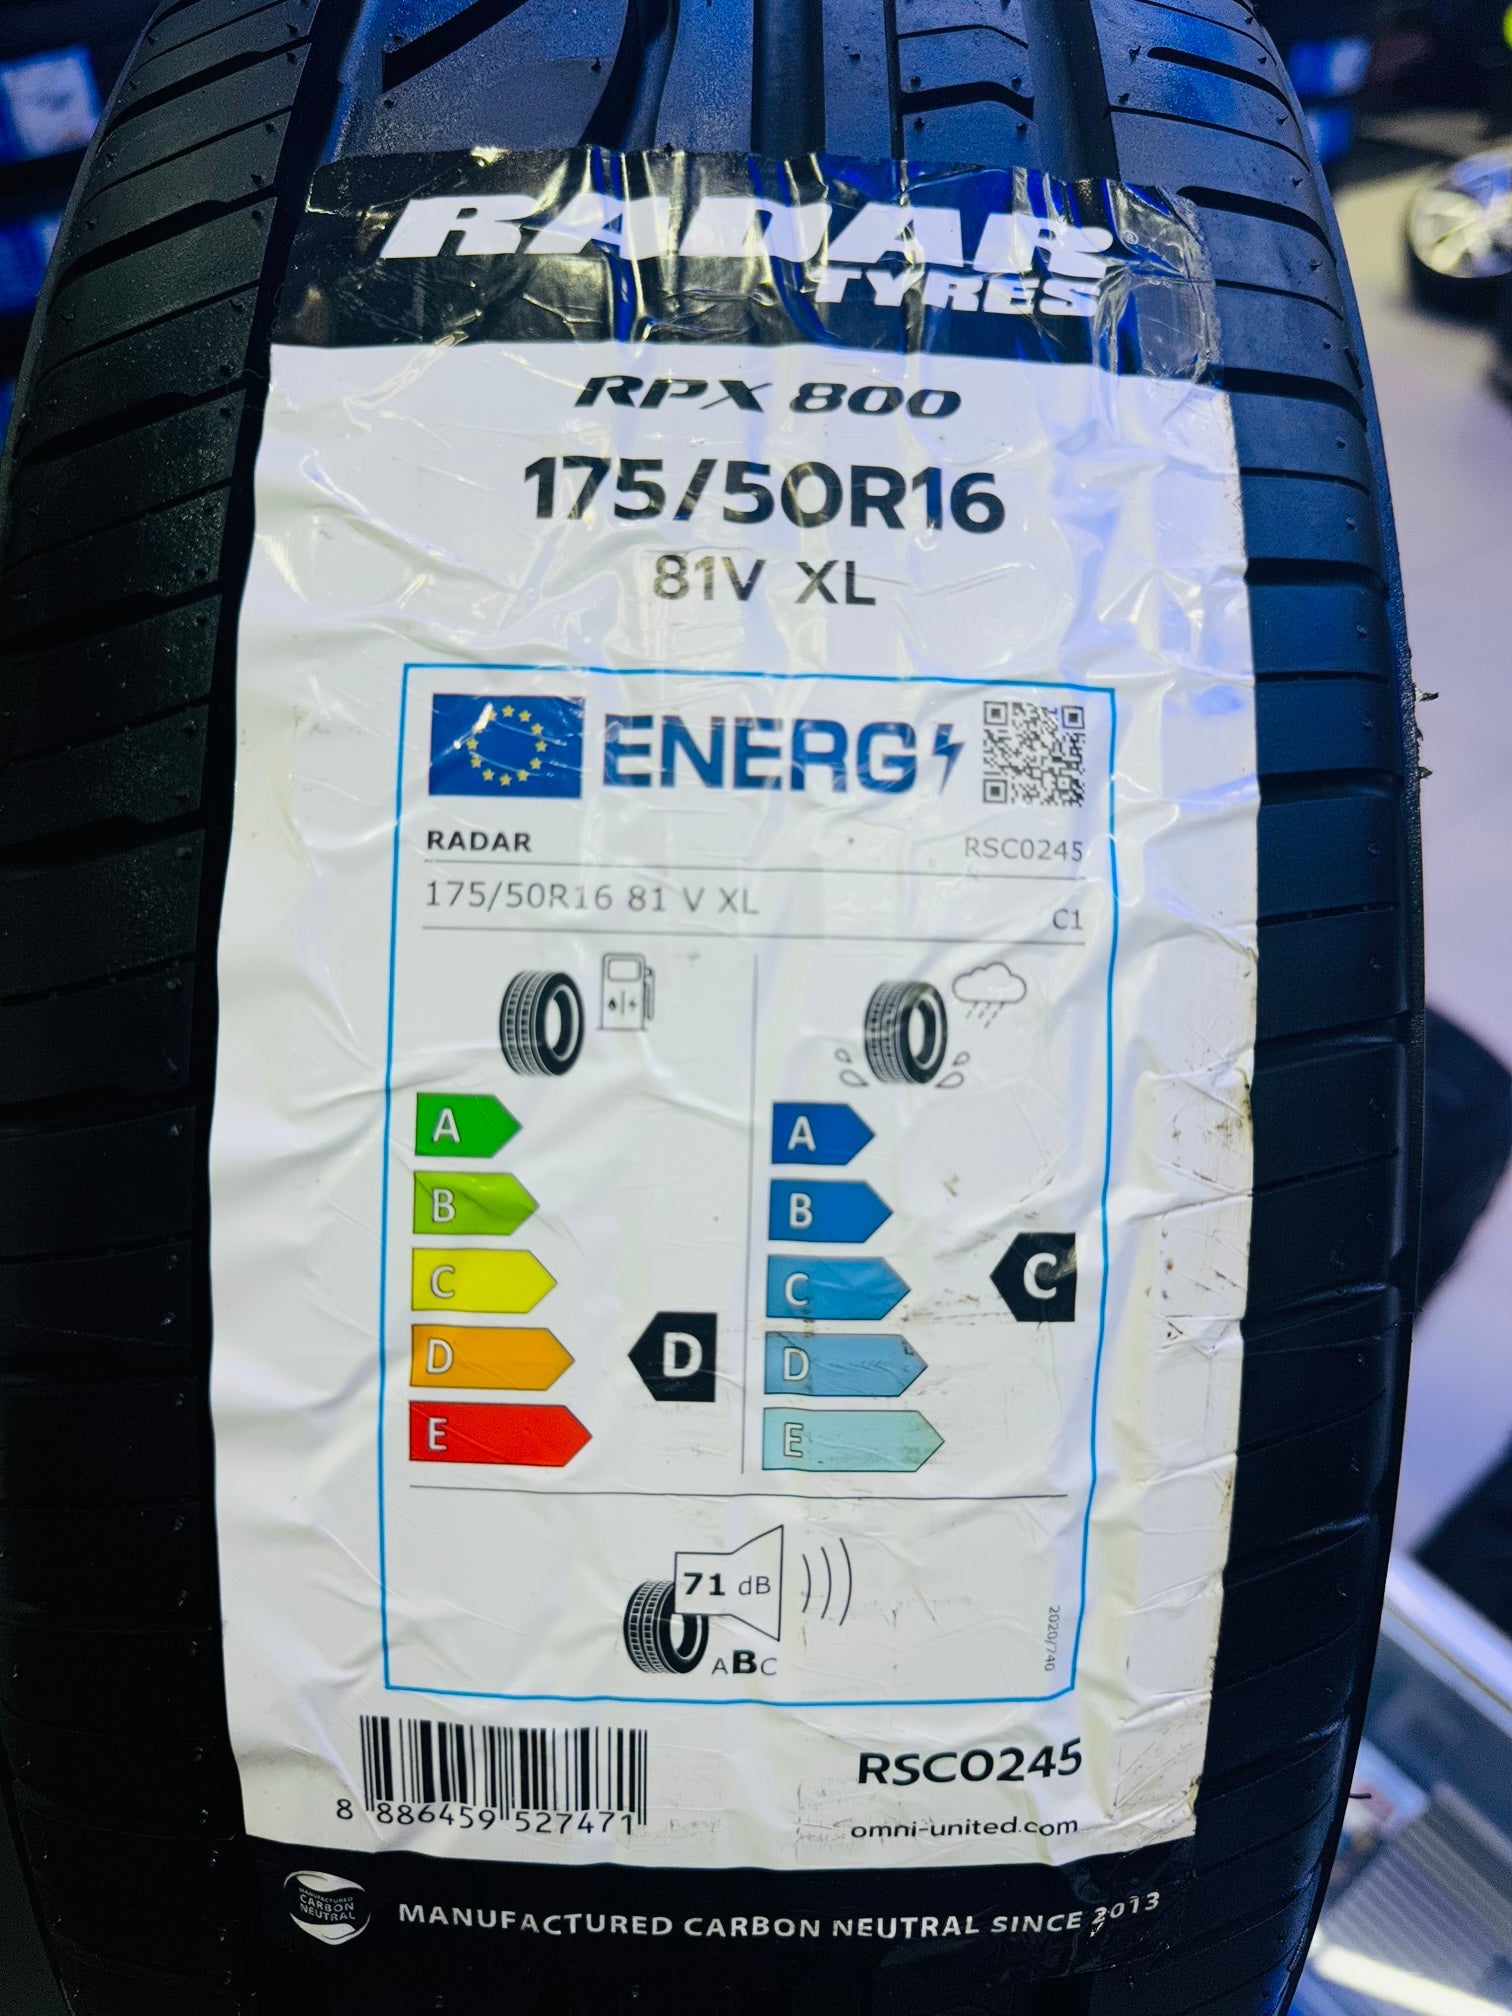 RADAR®
TYRES
RPX 800
175/50R16
81V XL
ENERG
RADAR RSC0245
175/50R16 81 V XL C1
A A
B B
C C C
D D D
E E
71 dB
ABC
2020/740
RSC0245
8 886459 527471
omni-united.com
MANUFACTURED CARBON NEUTRAL
MANUFACTURED CARBON NEUTRAL SINCE 2013